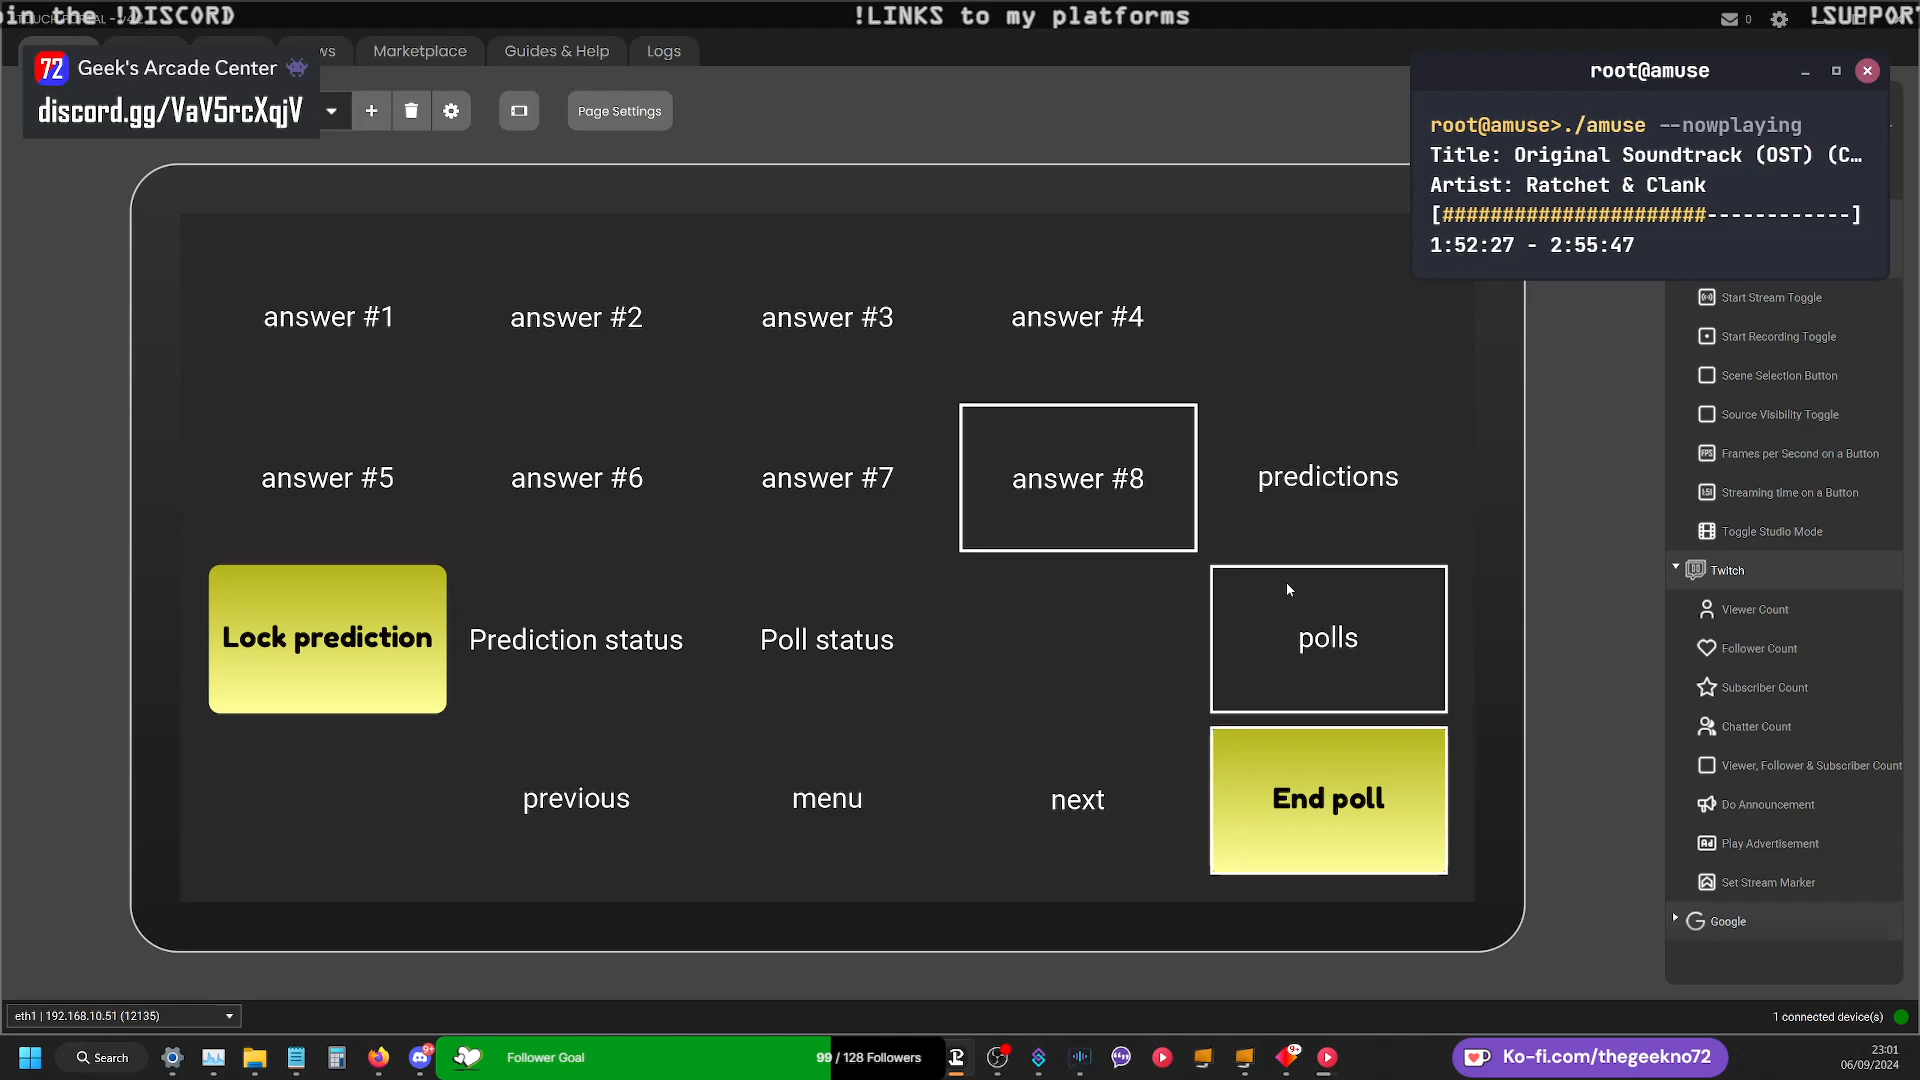 oin the !DISCORD
!LINKS to my platforms
0
!SUPPORT
72 Geek's Arcade Center
discord.gg/VaV5rcXqjV
ws
Marketplace
Guides & Help
Logs
Page Settings
root@amuse
root@amuse>./amuse --nowplaying
Title: Original Soundtrack (OST) (C…
Artist: Ratchet & Clank
[######################------------]
1:52:27 - 2:55:47
answer #1
answer #2
answer #3
answer #4
answer #5
answer #6
answer #7
answer #8
predictions
Lock prediction
Prediction status
Poll status
polls
previous
menu
next
End poll
Start Stream Toggle
Start Recording Toggle
Scene Selection Button
Source Visibility Toggle
FPS Frames per Second on a Button
Streaming time on a Button
Toggle Studio Mode
Twitch
Viewer Count
Follower Count
Subscriber Count
Chatter Count
Viewer, Follower & Subscriber Count
Do Announcement
Ad Play Advertisement
Set Stream Marker
Google
eth1 | 192.168.10.51 (12135)
1 connected device(s)
Search
9+
Follower Goal
99 / 128 Followers
9+
Ko-fi.com/thegeekno72
23:01
06/09/2024